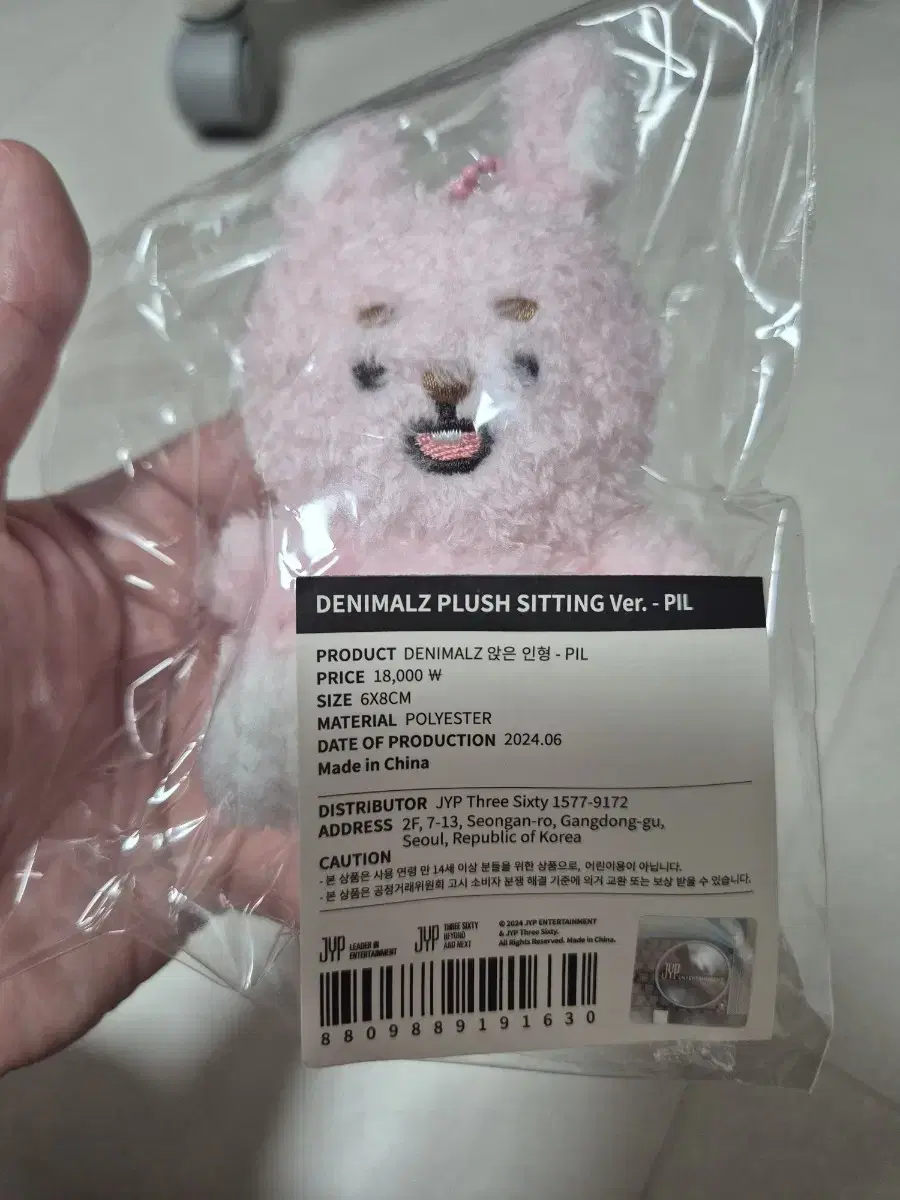 DENIMALZ PLUSH SITTING Ver. - PIL
PRODUCT DENIMALZ 앉은 인형 - PIL
PRICE 18,000 ₩
SIZE 6X8CM
MATERIAL POLYESTER
DATE OF PRODUCTION 2024.06
Made in China
DISTRIBUTOR JYP Three Sixty 1577-9172
ADDRESS 2F, 7-13, Seongan-ro, Gangdong-gu,
Seoul, Republic of Korea
CAUTION
- 본 상품은 사용 연령 만 14세 이상 분들을 위한 상품으로, 어린이용이 아닙니다.
- 본 상품은 공정거래위원회 고시 소비자 분쟁 해결 기준에 의거 교환 또는 보상 받을 수 있습니다.
JYP LEADER IN
ENTERTAINMENT
JYP THREE SIXTY
BEYOND
AND NEXT
© 2024 JYP ENTERTAINMENT
& JYP Three Sixty.
All Rights Reserved. Made in China.
JYP ENTERTAINMENT
8809889191630